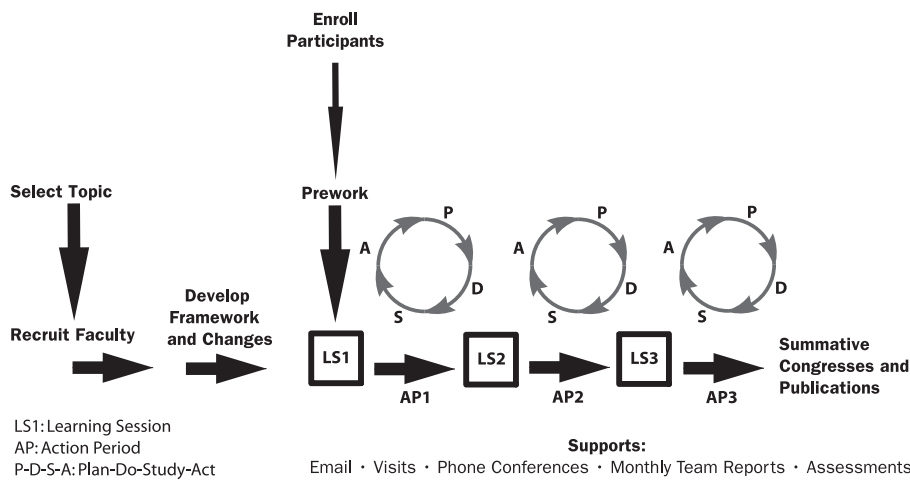 Enroll
Participants
Select Topic
Prework
P
A
D
S
P
A
D
S
P
A
D
S
Recruit Faculty
Develop
Framework
and Changes
LS1
LS2
LS3
AP1
AP2
AP3
Summative
Congresses and
Publications
LS1: Learning Session
AP: Action Period
P-D-S-A: Plan-Do-Study-Act
Supports:
Email · Visits · Phone Conferences · Monthly Team Reports · Assessments